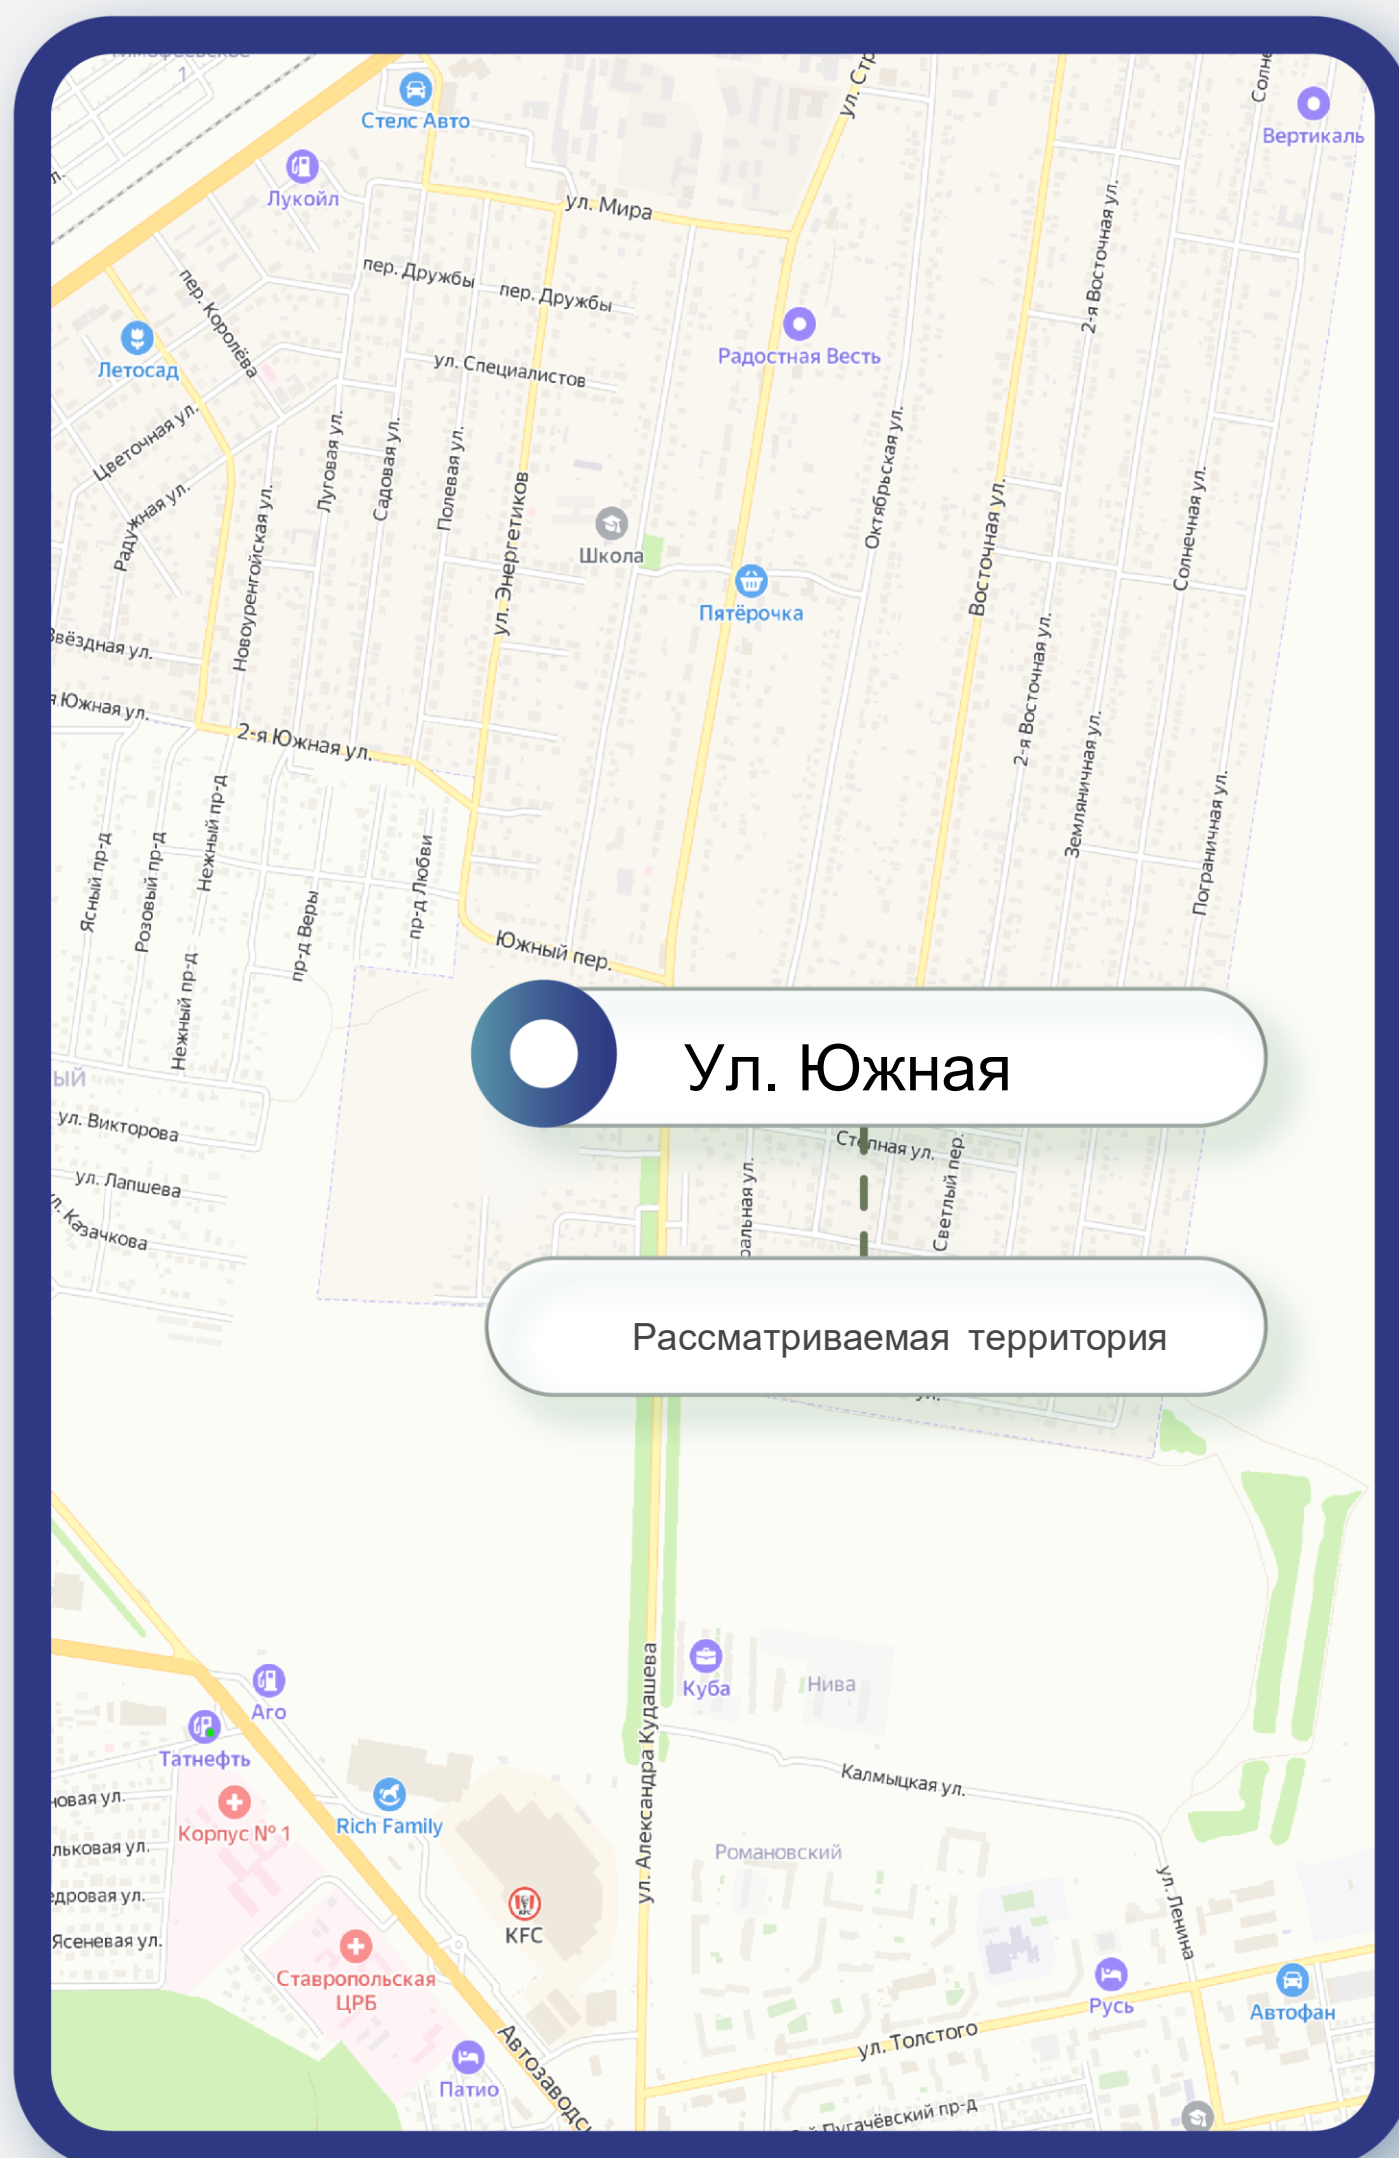 Стелс Авто
Вертикаль
Лукойл
ул. Мира
2-я Восточная ул.
пер. Дружбы
пер. Дружбы
пер. Королёва
Летосад
Радостная Весть
ул. Специалистов
Цветочная ул.
Луговая ул.
Садовая ул.
Полевая ул.
Октябрьская ул.
Радужная ул.
Новоуренгойская ул.
ул. Энергетиков
Школа
Восточная ул.
Солнечная ул.
Пятёрочка
Звёздная ул.
Южная ул.
2-я Южная ул.
2-я Восточная ул.
Земляничная ул.
Пограничная ул.
Ясный пр-д
Розовый пр-д
Нежный пр-д
пр-д Любви
пр-д Веры
Южный пер.
Нежный пр-д
Ул. Южная
ул. Викторова
Степная ул.
ул. Лапшева
Светлый пер.
ул. Казачкова
Рассматриваемая территория
ул. Александра Кудашева
Куба
Нива
Аго
Татнефть
Калмыцкая ул.
Корпус № 1
Rich Family
Романовский
ул. Ленина
KFC
Ясеневая ул.
Ставропольская
ЦРБ
Русь
Автофан
ул. Толстого
Патио
Пугачёвский пр-д